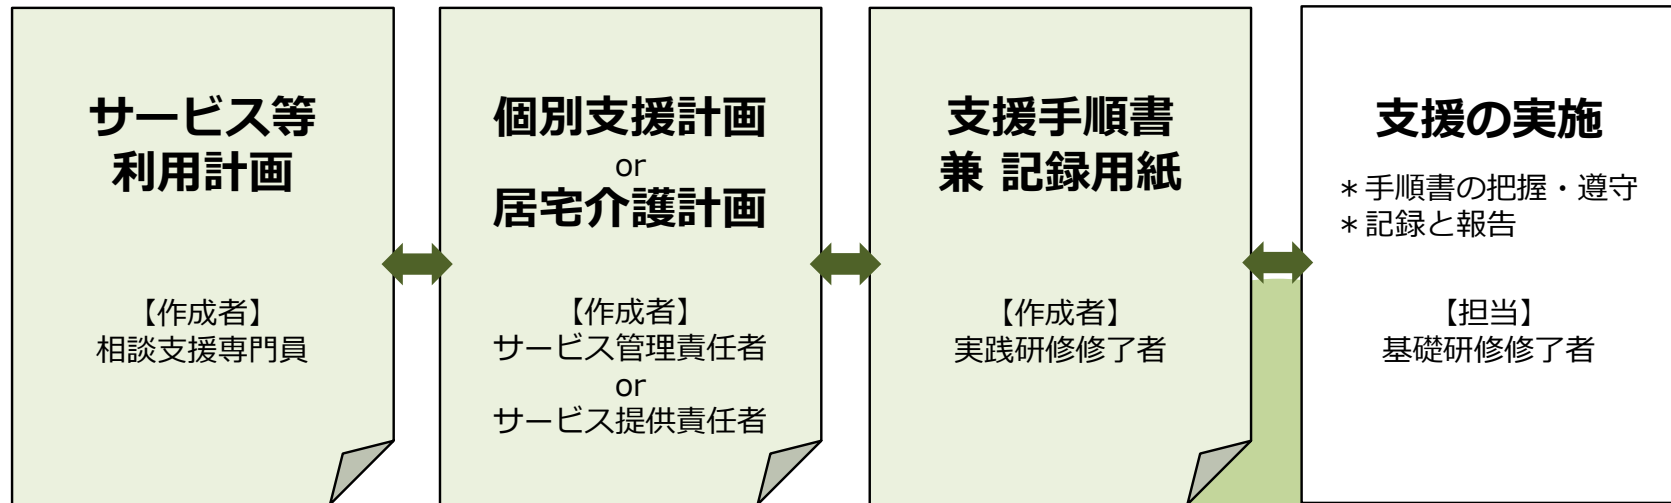 サービス等
利用計画
【作成者】
相談支援専門員
個別支援計画
or
居宅介護計画
【作成者】
サービス管理責任者
or
サービス提供責任者
支援手順書
兼 記録用紙
【作成者】
実践研修修了者
支援の実施
＊手順書の把握・遵守
＊記録と報告
【担当】
基礎研修修了者